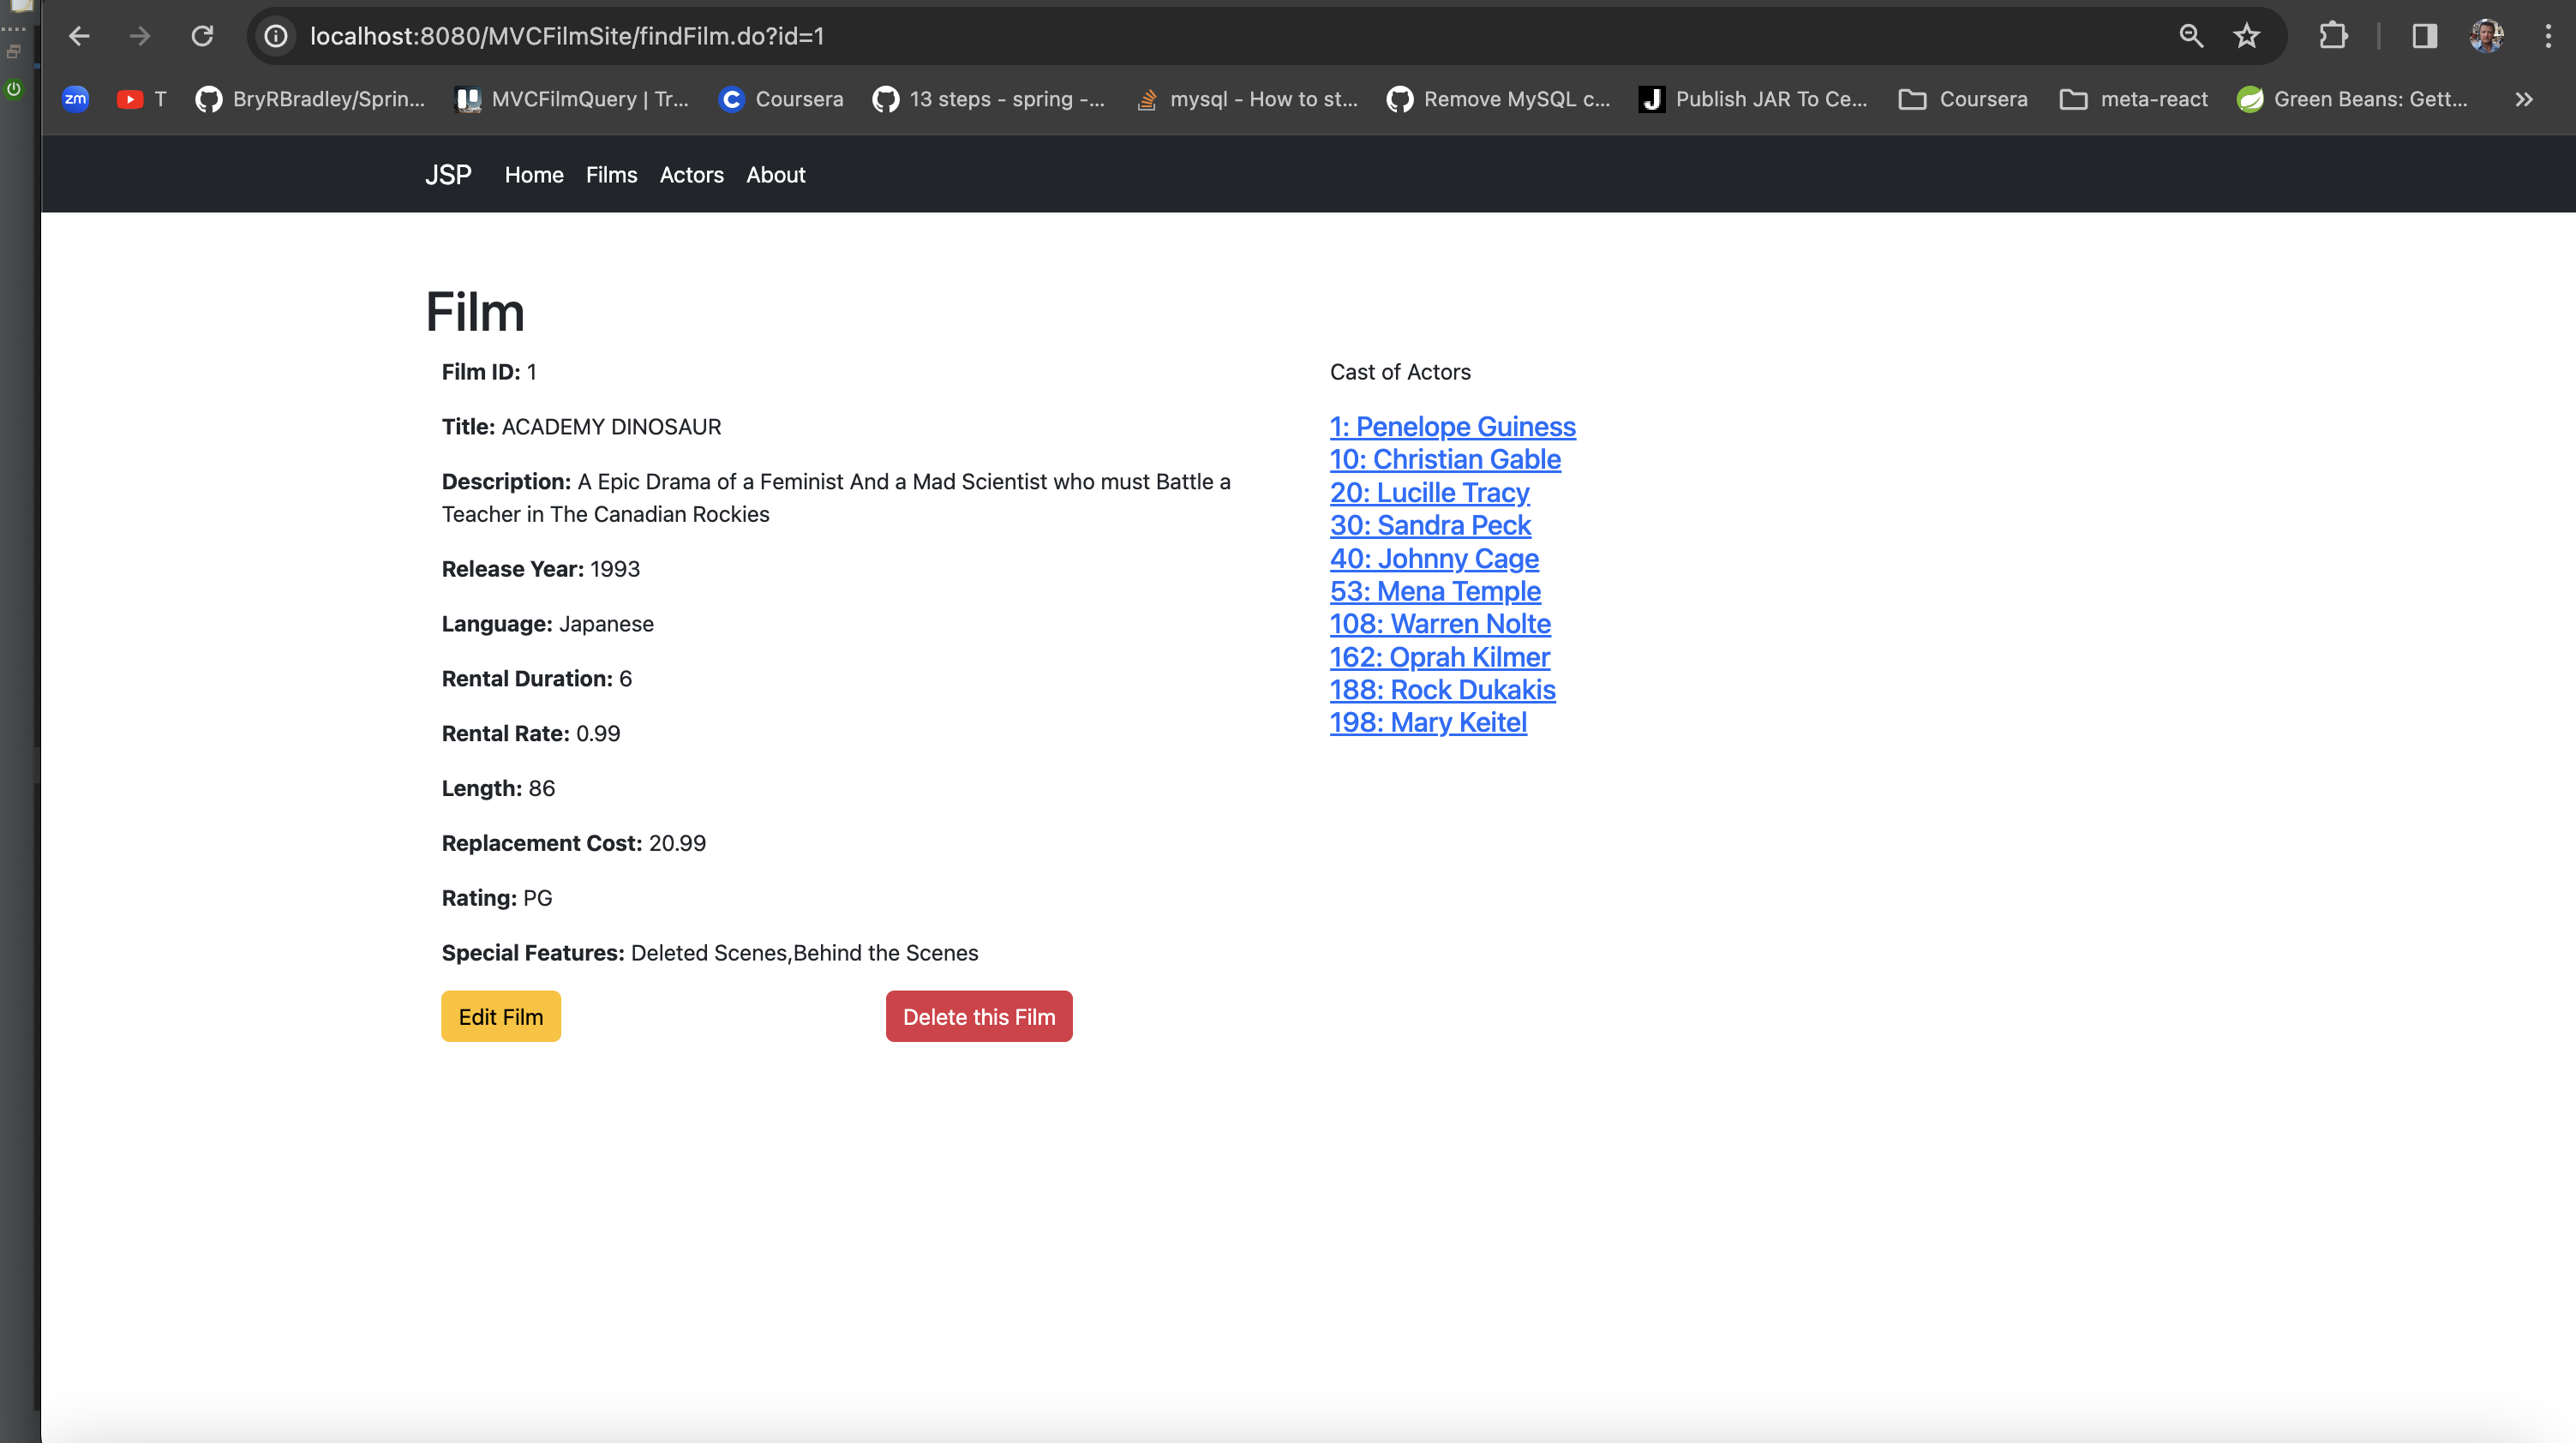 localhost:8080/MVCFilmSite/findFilm.do?id=1
zm T BryRBradley/Sprin... MVCFilmQuery | Tr... Coursera 13 steps - spring -... mysql - How to st... Remove MySQL c... Publish JAR To Ce... Coursera meta-react Green Beans: Gett... »
JSP Home Films Actors About
Film
Film ID: 1
Title: ACADEMY DINOSAUR
Description: A Epic Drama of a Feminist And a Mad Scientist who must Battle a
Teacher in The Canadian Rockies
Release Year: 1993
Language: Japanese
Rental Duration: 6
Rental Rate: 0.99
Length: 86
Replacement Cost: 20.99
Rating: PG
Special Features: Deleted Scenes,Behind the Scenes
Edit Film Delete this Film
Cast of Actors
1: Penelope Guiness
10: Christian Gable
20: Lucille Tracy
30: Sandra Peck
40: Johnny Cage
53: Mena Temple
108: Warren Nolte
162: Oprah Kilmer
188: Rock Dukakis
198: Mary Keitel